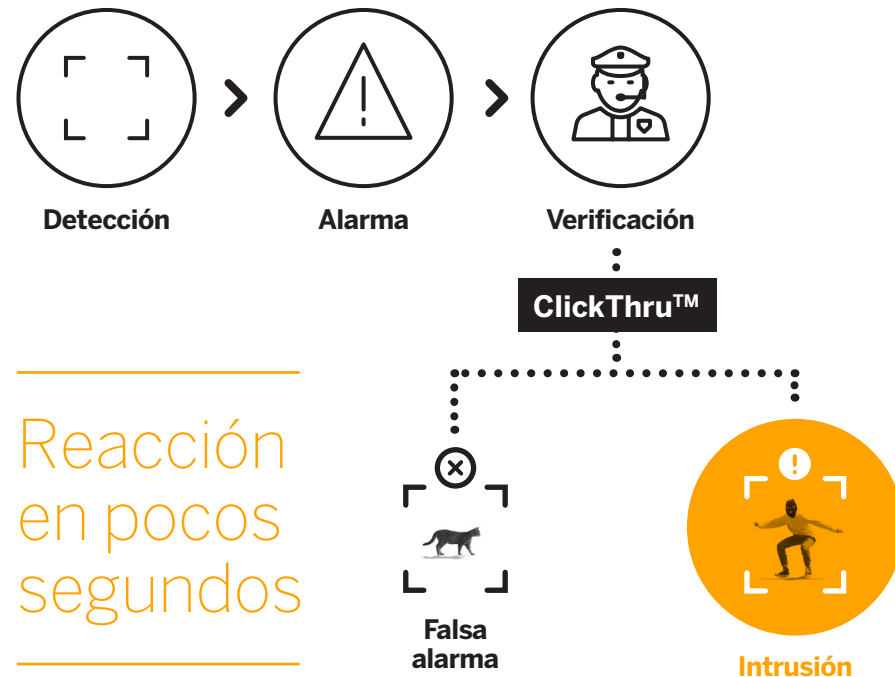 Detección
Alarma
Verificación
ClickThru™
Reacción
en pocos
segundos
Falsa
alarma
Intrusión